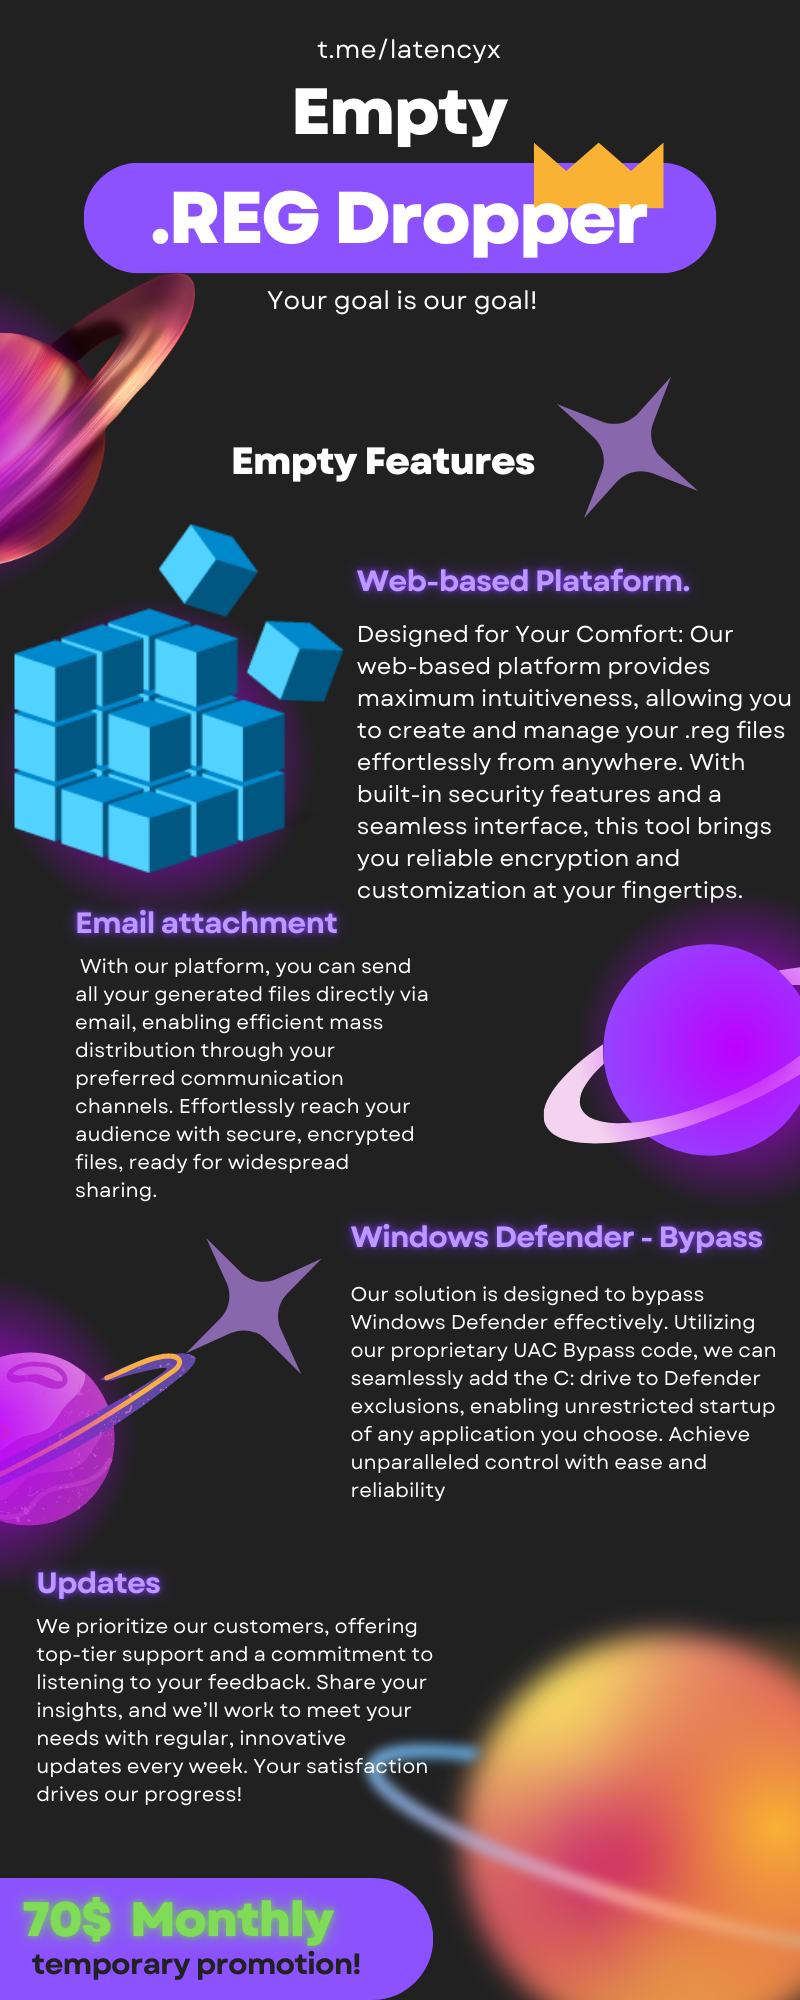 t.me/latencyx
Empty
.REG Dropper
Your goal is our goal!
Empty Features
Web-based Plataform.
Designed for Your Comfort: Our
web-based platform provides
maximum intuitiveness, allowing you
to create and manage your .reg files
effortlessly from anywhere. With
built-in security features and a
seamless interface, this tool brings
you reliable encryption and
customization at your fingertips.
Email attachment
With our platform, you can send
all your generated files directly via
email, enabling efficient mass
distribution through your
preferred communication
channels. Effortlessly reach your
audience with secure, encrypted
files, ready for widespread
sharing.
Windows Defender - Bypass
Our solution is designed to bypass
Windows Defender effectively. Utilizing
our proprietary UAC Bypass code, we can
seamlessly add the C: drive to Defender
exclusions, enabling unrestricted startup
of any application you choose. Achieve
unparalleled control with ease and
reliability
Updates
We prioritize our customers, offering
top-tier support and a commitment to
listening to your feedback. Share your
insights, and we’ll work to meet your
needs with regular, innovative
updates every week. Your satisfaction
drives our progress!
70$ Monthly
temporary promotion!